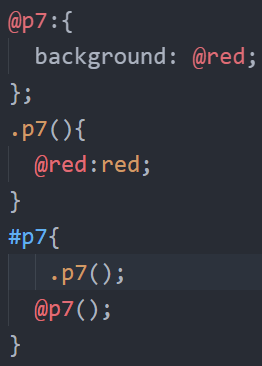 @p7:{
background: @red;
};
.p7(){
@red:red;
}
#p7{
.p7();
@p7();
}